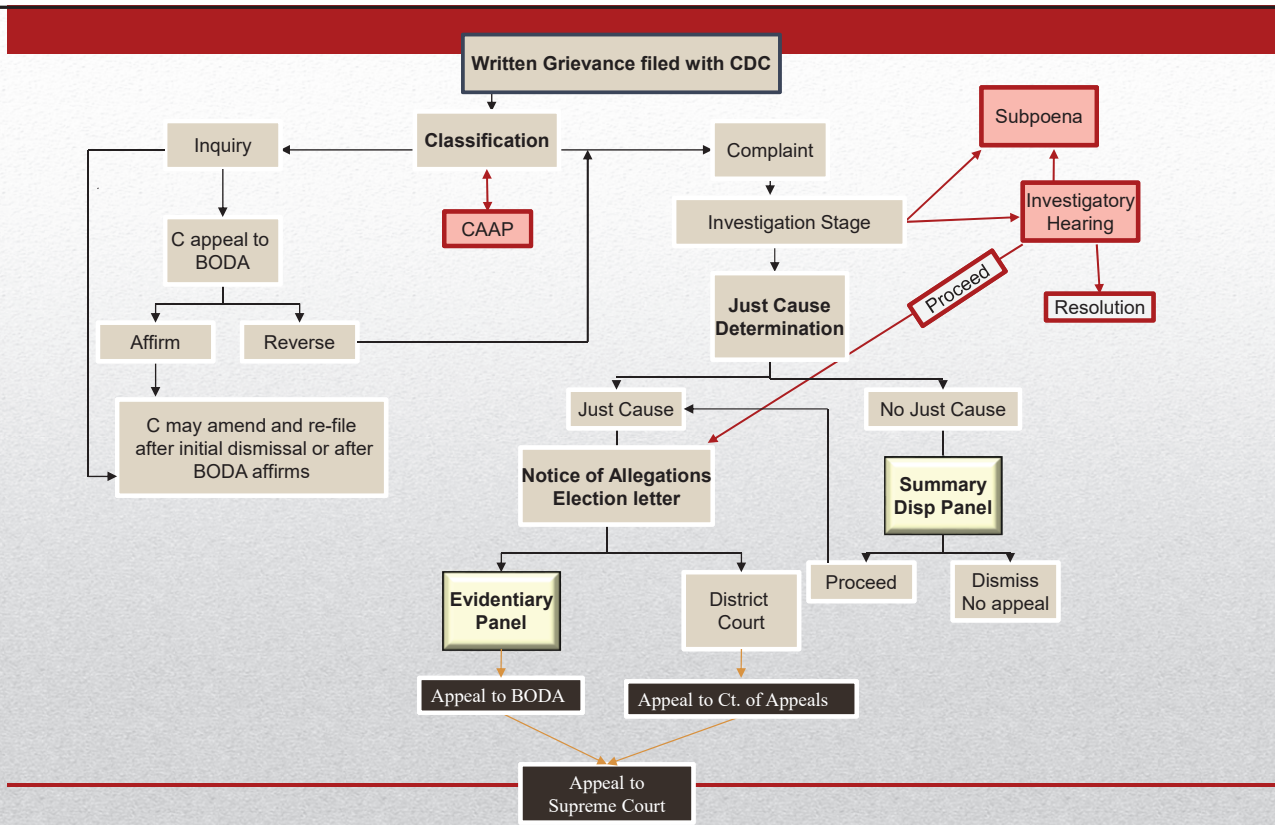 Written Grievance filed with CDC
Inquiry
Classification
Complaint
Subpoena
CAAP
Investigation Stage
Investigatory
Hearing
C appeal to
BODA
Proceed
Resolution
Affirm
Reverse
Just Cause
Determination
C may amend and re-file
after initial dismissal or after
BODA affirms
Just Cause
No Just Cause
Notice of Allegations
Election letter
Summary
Disp Panel
Evidentiary
Panel
District
Court
Proceed
Dismiss
No appeal
Appeal to BODA
Appeal to Ct. of Appeals
Appeal to
Supreme Court